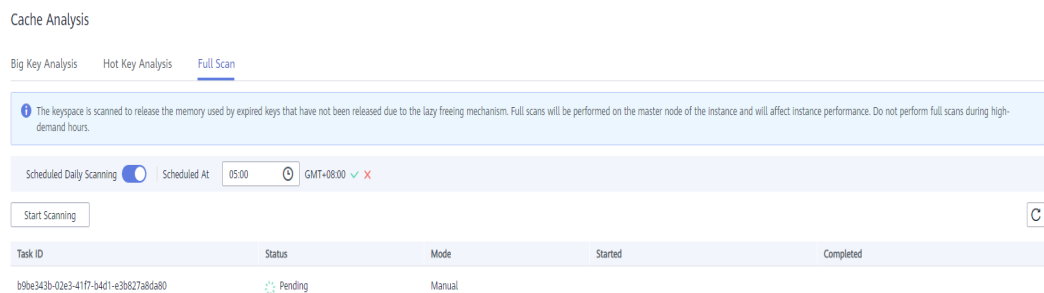 Cache Analysis
Big Key Analysis Hot Key Analysis Full Scan
The keyspace is scanned to release the memory used by expired keys that have not been released due to the lazy freeing mechanism. Full scans will be performed on the master node of the instance and will affect instance performance. Do not perform full scans during high-
demand hours.
Scheduled Daily Scanning Scheduled At 05:00 GMT+08:00
Start Scanning
Task ID Status Mode Started Completed
b9be343b-02e3-41f7-b4d1-e3b827a8da80 Pending Manual